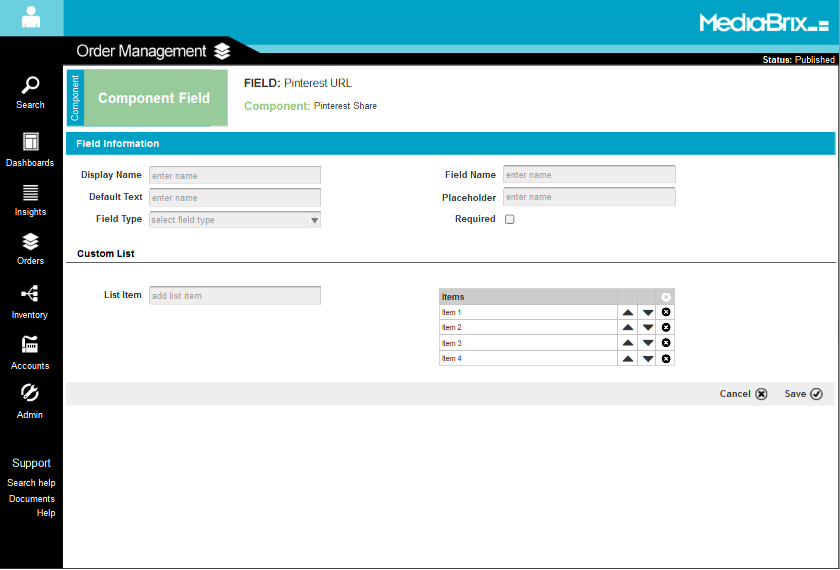 MediaBrix
Order Management
Status: Published
Component
Component Field
FIELD: Pinterest URL
Component: Pinterest Share
Search
Dashboards
Insights
Orders
Inventory
Accounts
Admin
Support
Search help
Documents
Help
Field Information
Display Name enter name
Field Name enter name
Default Text enter name
Placeholder enter name
Field Type select field type
Required
Custom List
List Item add list item
Items
Item 1
Item 2
Item 3
Item 4
Cancel
Save